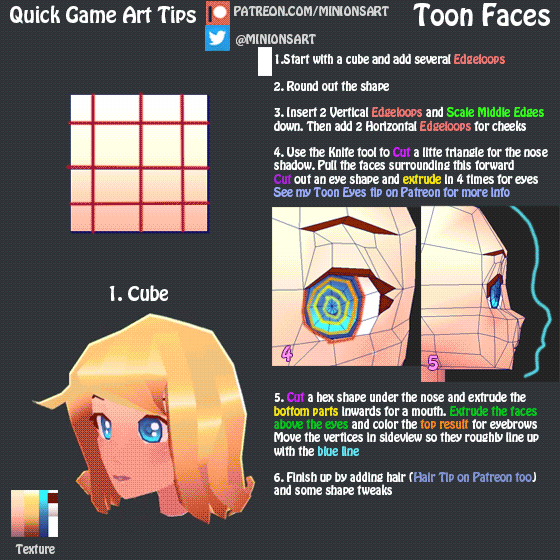 Quick Game Art Tips
PATREON.COM/MINIONSART
@MINIONSART
Toon Faces
1.Start with a cube and add several Edgeloops
2. Round out the shape
3. Insert 2 Vertical Edgeloops and Scale Middle Edges
down. Then add 2 Horizontal Edgeloops for cheeks
4. Use the Knife tool to Cut a litte triangle for the nose
shadow. Pull the faces surrounding this forward
Cut out an eye shape and extrude in 4 times for eyes
See my Toon Eyes tip on Patreon for more info
1. Cube
4
5
5. Cut a hex shape under the nose and extrude the
bottom parts inwards for a mouth. Extrude the faces
above the eyes and color the top result for eyebrows
Move the vertices in sideview so they roughly line up
with the blue line
6. Finish up by adding hair (Hair Tip on Patreon too)
and some shape tweaks
Texture